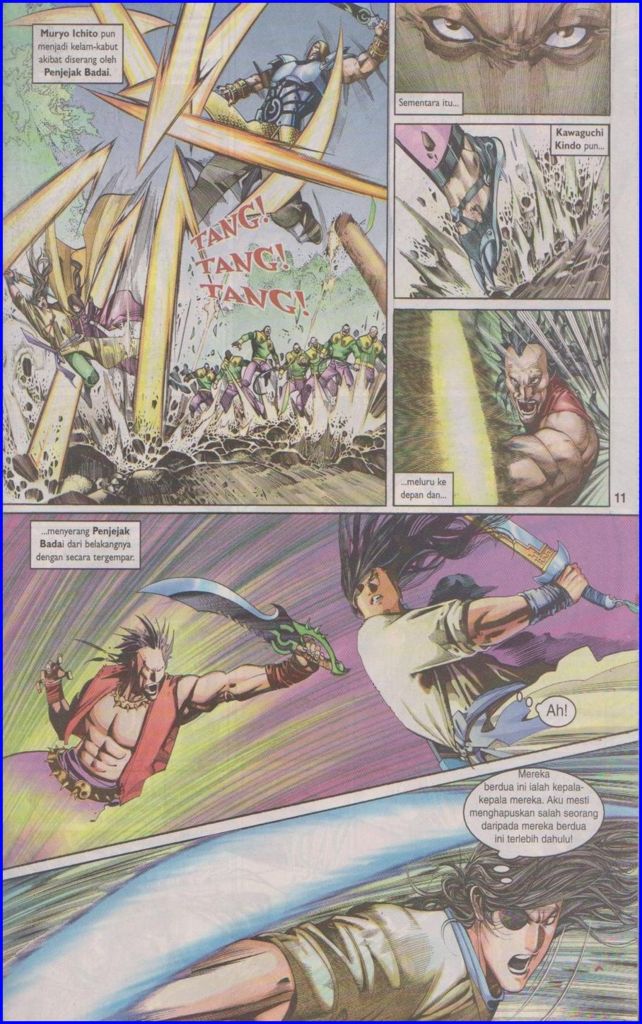 Muryo Ichito pun
menjadi kelam-kabut
akibat diserang oleh
Penjejak Badai.
TANG!
TANG!
TANG!
Sementara itu...
Kawaguchi
Kindo pun...
...meluru ke
depan dan...
11
...menyerang Penjejak
Badai dari belakangnya
dengan secara tergempar.
Ah!
Mereka
berdua ini ialah kepala-
kepala mereka. Aku mesti
menghapuskan salah seorang
daripada mereka berdua
ini terlebih dahulu!